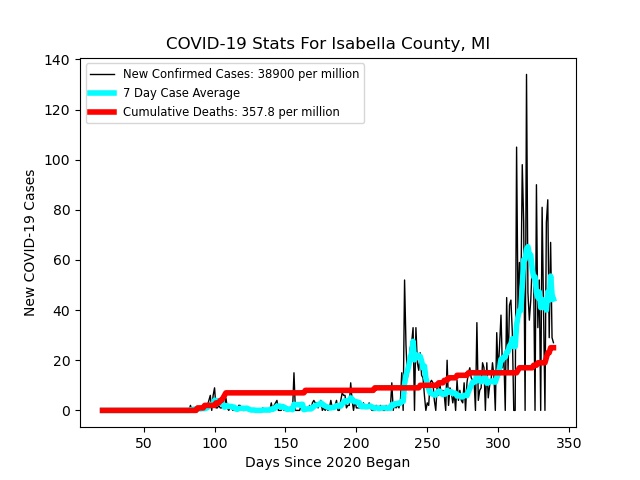 COVID-19 Stats For Isabella County, MI
New Confirmed Cases: 38900 per million
7 Day Case Average
Cumulative Deaths: 357.8 per million
New COVID-19 Cases
140
120
100
80
60
40
20
0
50 100 150 200 250 300 350
Days Since 2020 Began